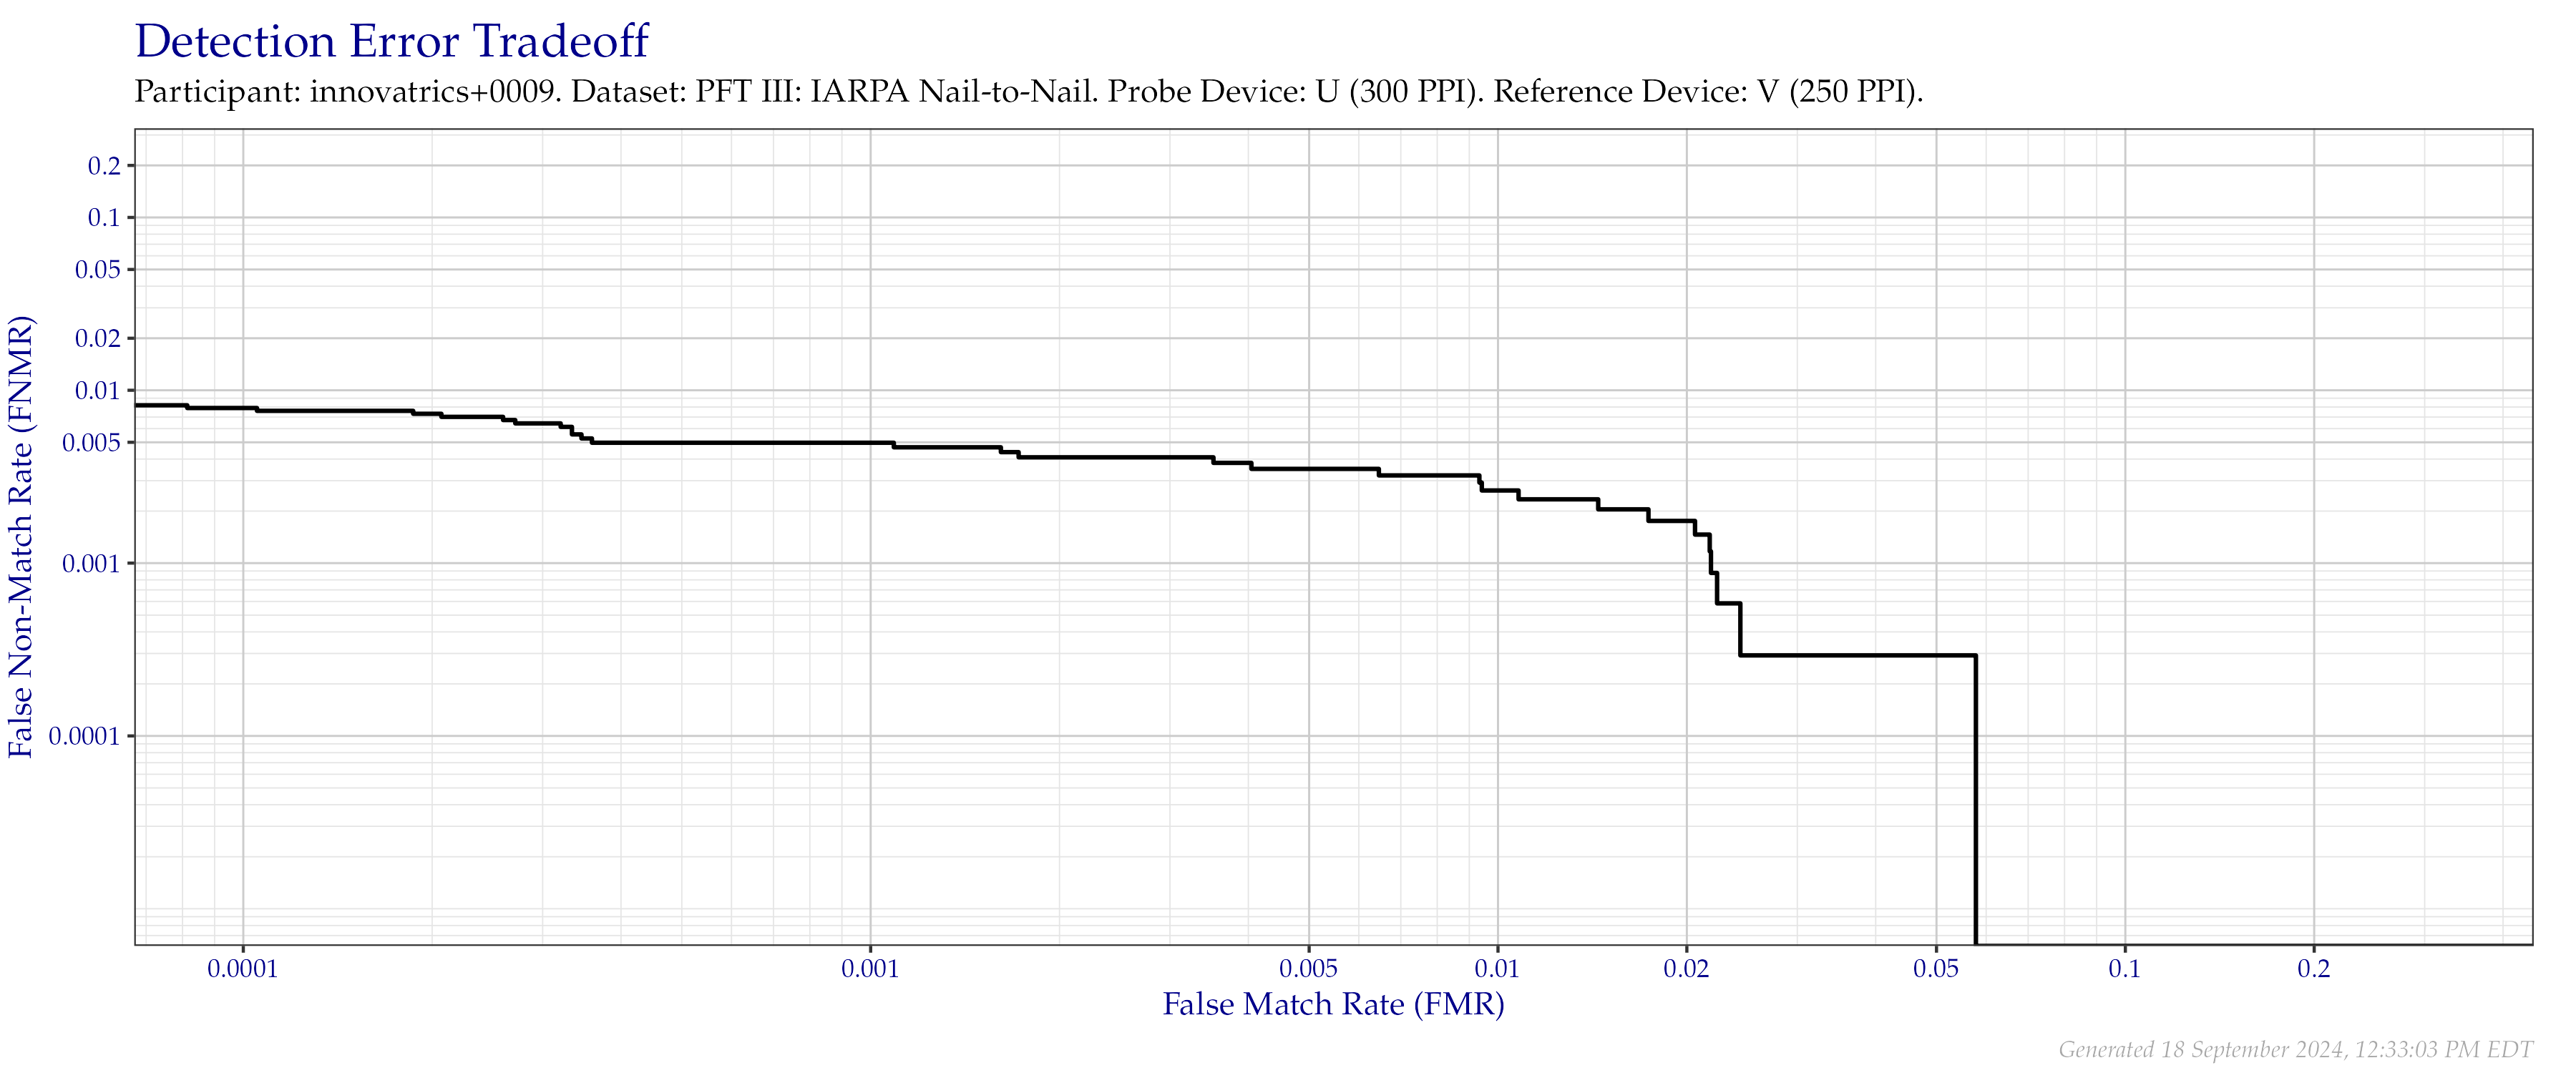 Detection Error Tradeoff
Participant: innovatrics+0009. Dataset: PFT III: IARPA Nail-to-Nail. Probe Device: U (300 PPI). Reference Device: V (250 PPI).
False Non-Match Rate (FNMR)
0.2
0.1
0.05
0.02
0.01
0.005
0.001
0.0001
0.0001 0.001 0.005 0.01 0.02 0.05 0.1 0.2
False Match Rate (FMR)
Generated 18 September 2024, 12:33:03 PM EDT